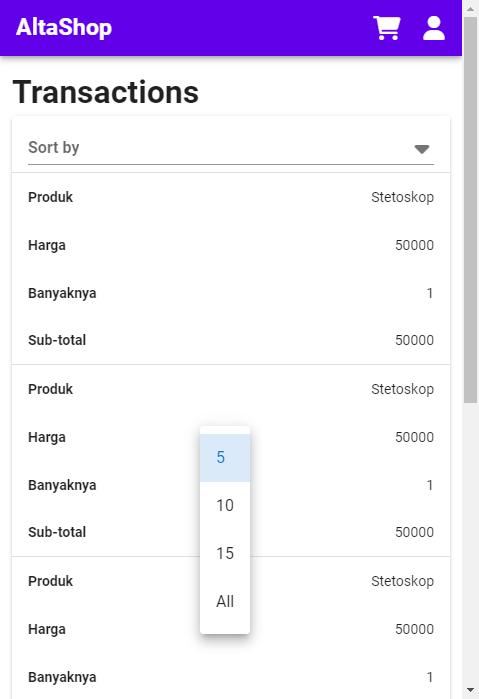 AltaShop
Transactions
Sort by
Produk Stetoskop
Harga 50000
Banyaknya 1
Sub-total 50000
Produk Stetoskop
Harga 50000
Banyaknya 1
Sub-total 50000
Produk Stetoskop
Harga 50000
Banyaknya 1
5
10
15
All